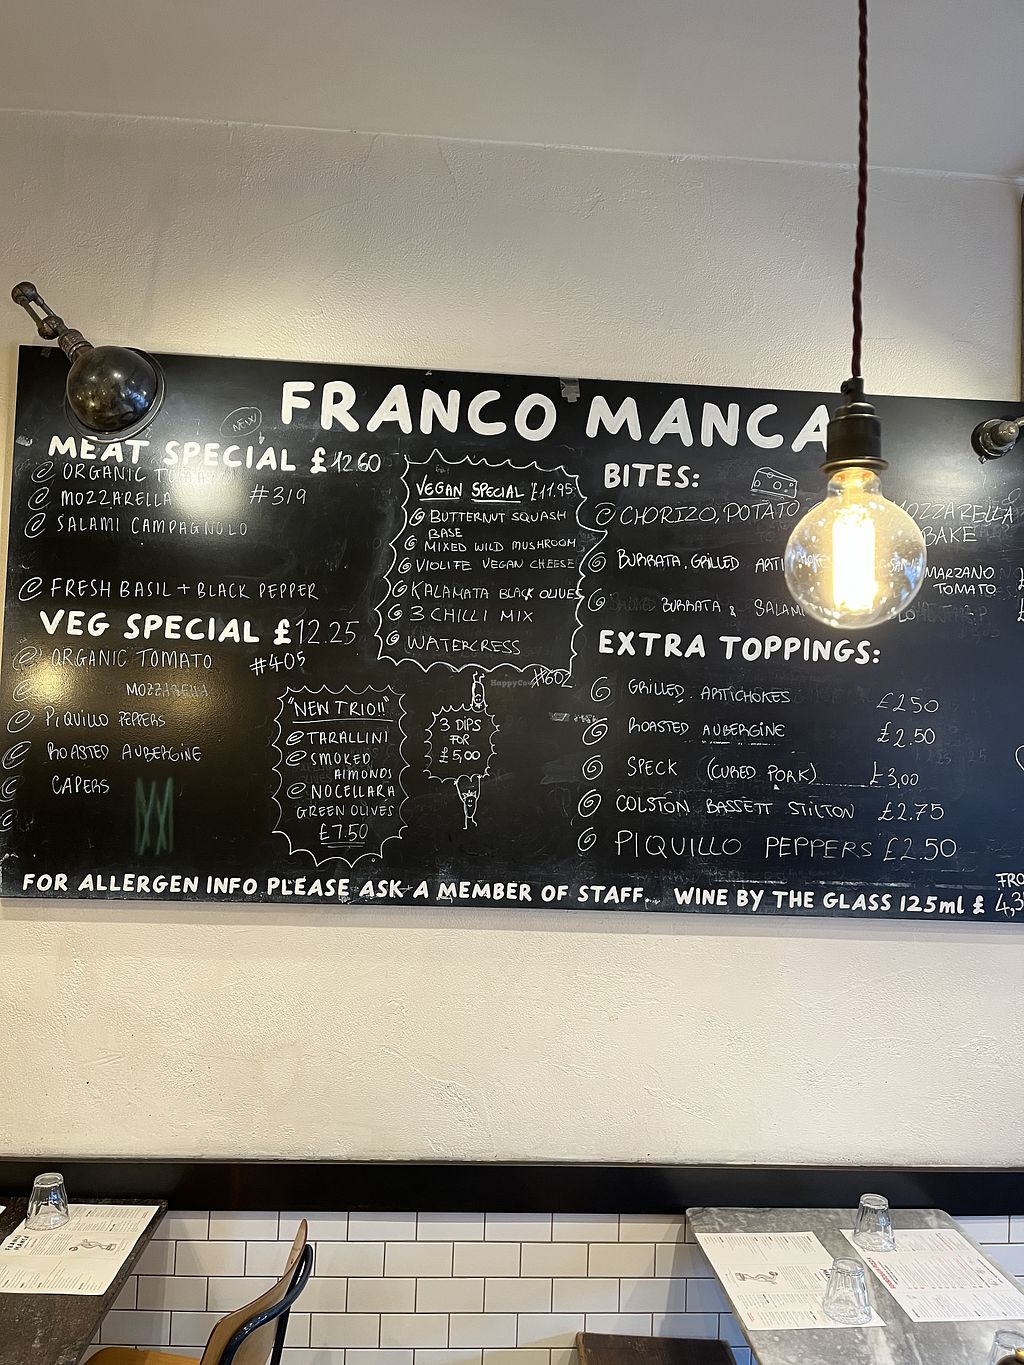 FRANCO MANCA
NEW
MEAT SPECIAL £12.60
ORGANIC TOMATO
MOZZARELLA #319
SALAMI CAMPAGNOLO
FRESH BASIL + BLACK PEPPER
VEG SPECIAL £12.25
ORGANIC TOMATO #405
MOZZARELLA
PIQUILLO PEPPERS
ROASTED AUBERGINE
CAPERS
VEGAN SPECIAL £11.95
BUTTERNUT SQUASH
BASE
MIXED WILD MUSHROOM
VIOLIFE VEGAN CHEESE
KALAMATA BLACK OLIVES
3 CHILLI MIX
WATERCRESS
#602
"NEW TRIO!!"
TARALLINI
SMOKED
ALMONDS
NOCELLARA
GREEN OLIVES
£7.50
3 DIPS
FOR
£5,00
BITES:
CHORIZO, POTATO MOZZARELLA
BAKE
BURRATA, GRILLED
MARZANO
TOMATO
BURRATA & SALAMI
EXTRA TOPPINGS:
GRILLED ARTICHOKES £2.50
ROASTED AUBERGINE £2.50
SPECK (CURED PORK) £3,00
COLSTON BASSETT STILTON £2.75
PIQUILLO PEPPERS £2.50
FOR ALLERGEN INFO PLEASE ASK A MEMBER OF STAFF. WINE BY THE GLASS 125ml £
HappyCow